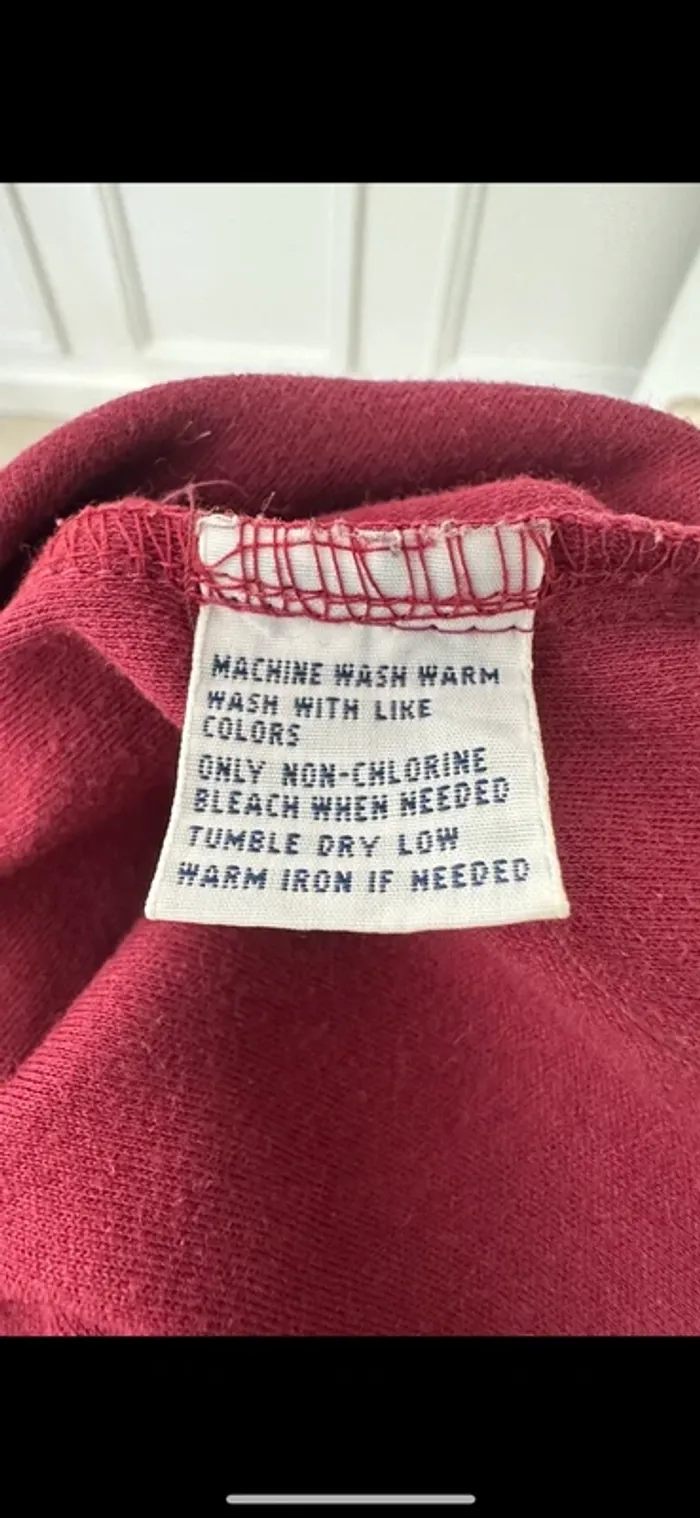 MACHINE WASH WARM
WASH WITH LIKE
COLORS
ONLY NON-CHLORINE
BLEACH WHEN NEEDED
TUMBLE DRY LOW
WARM IRON IF NEEDED